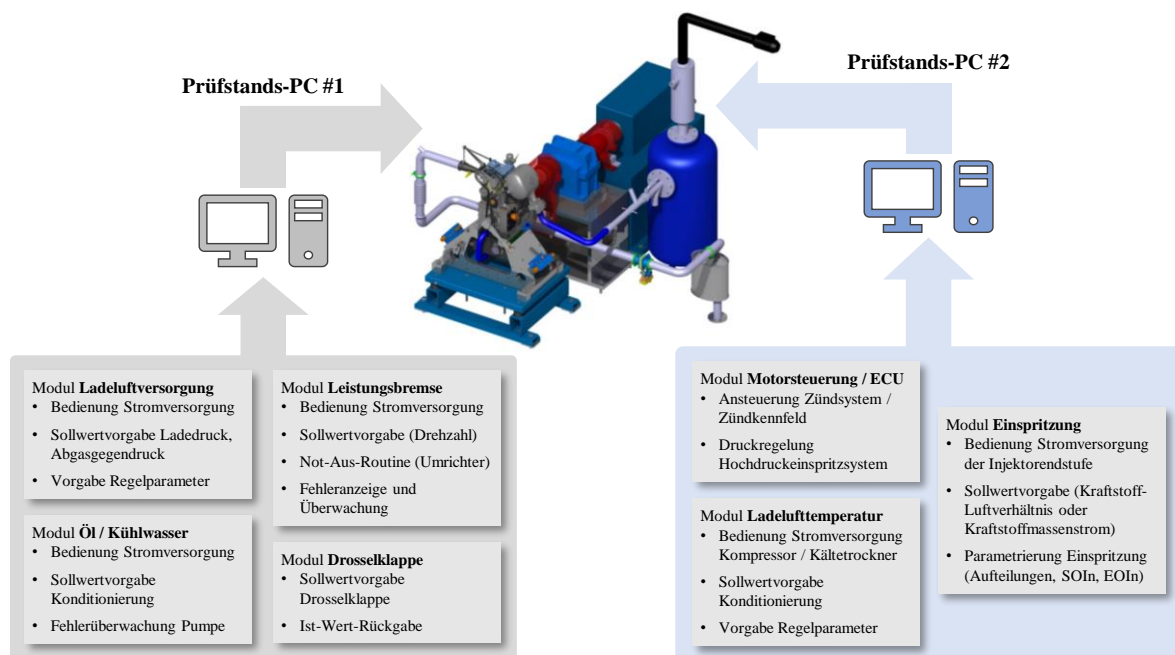 Prüfstands-PC #1
Prüfstands-PC #2
Modul Ladeluftversorgung
• Bedienung Stromversorgung
• Sollwertvorgabe Ladedruck,
Abgasgegendruck
• Vorgabe Regelparameter
Modul Öl / Kühlwasser
• Bedienung Stromversorgung
• Sollwertvorgabe
Konditionierung
• Fehlerüberwachung Pumpe
Modul Leistungsbremse
• Bedienung Stromversorgung
• Sollwertvorgabe (Drehzahl)
• Not-Aus-Routine (Umrichter)
• Fehleranzeige und
Überwachung
Modul Drosselklappe
• Sollwertvorgabe
Drosselklappe
• Ist-Wert-Rückgabe
Modul Motorsteuerung / ECU
• Ansteuerung Zündsystem /
Zündkennfeld
• Druckregelung
Hochdruckeinspritzsystem
Modul Ladelufttemperatur
• Bedienung Stromversorgung
Kompressor / Kältetrockner
• Sollwertvorgabe
Konditionierung
• Vorgabe Regelparameter
Modul Einspritzung
• Bedienung Stromversorgung
der Injektorendstufe
• Sollwertvorgabe (Kraftstoff-
Luftverhältnis oder
Kraftstoffmassenstrom)
• Parametrierung Einspritzung
(Aufteilungen, SOIn, EOIn)